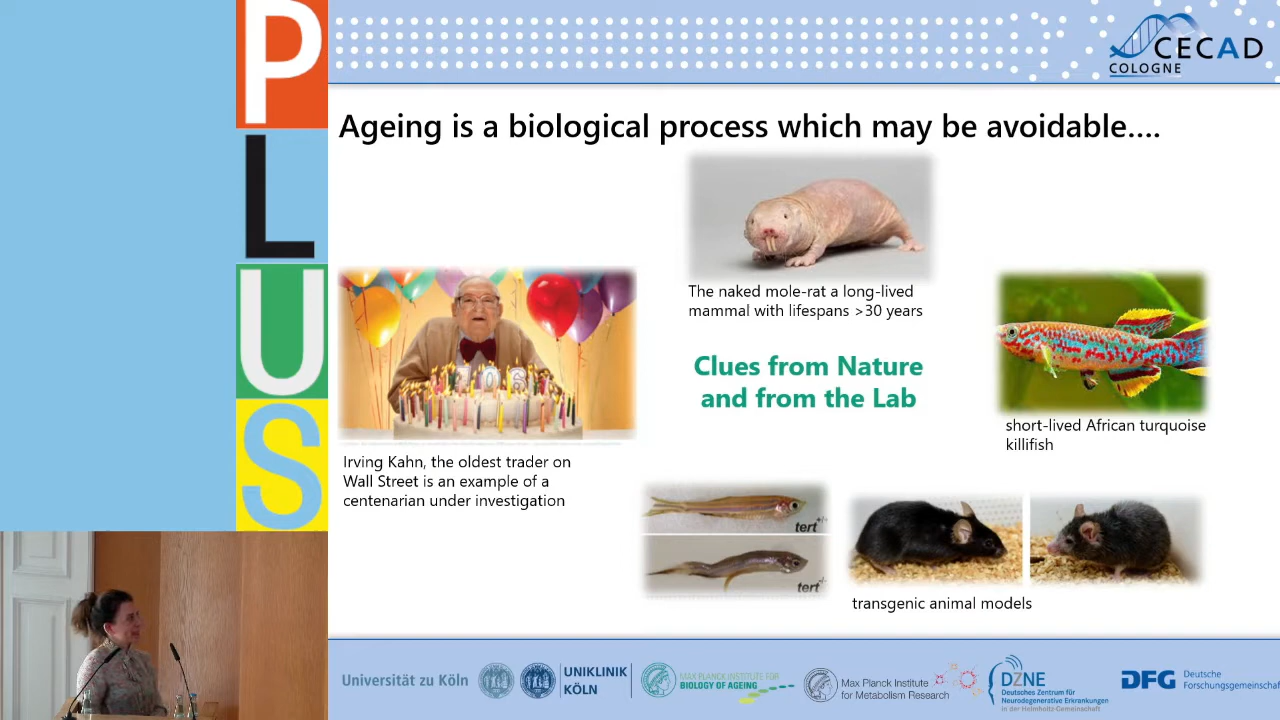 PLUS
CECAD
COLOGNE
Ageing is a biological process which may be avoidable....
The naked mole-rat a long-lived
mammal with lifespans >30 years
Clues from Nature
and from the Lab
short-lived African turquoise
killifish
106
Irving Kahn, the oldest trader on
Wall Street is an example of a
centenarian under investigation
tert+/+
tert-/-
transgenic animal models
Universität zu Köln
UNIKLINIK
KÖLN
MAX PLANCK INSTITUTE FOR
BIOLOGY OF AGEING
Max Planck Institute
for Metabolism Research
DZNE
Deutsches Zentrum für
Neurodegenerative Erkrankungen
in der Helmholtz-Gemeinschaft
DFG
Deutsche
Forschungsgemeinschaf